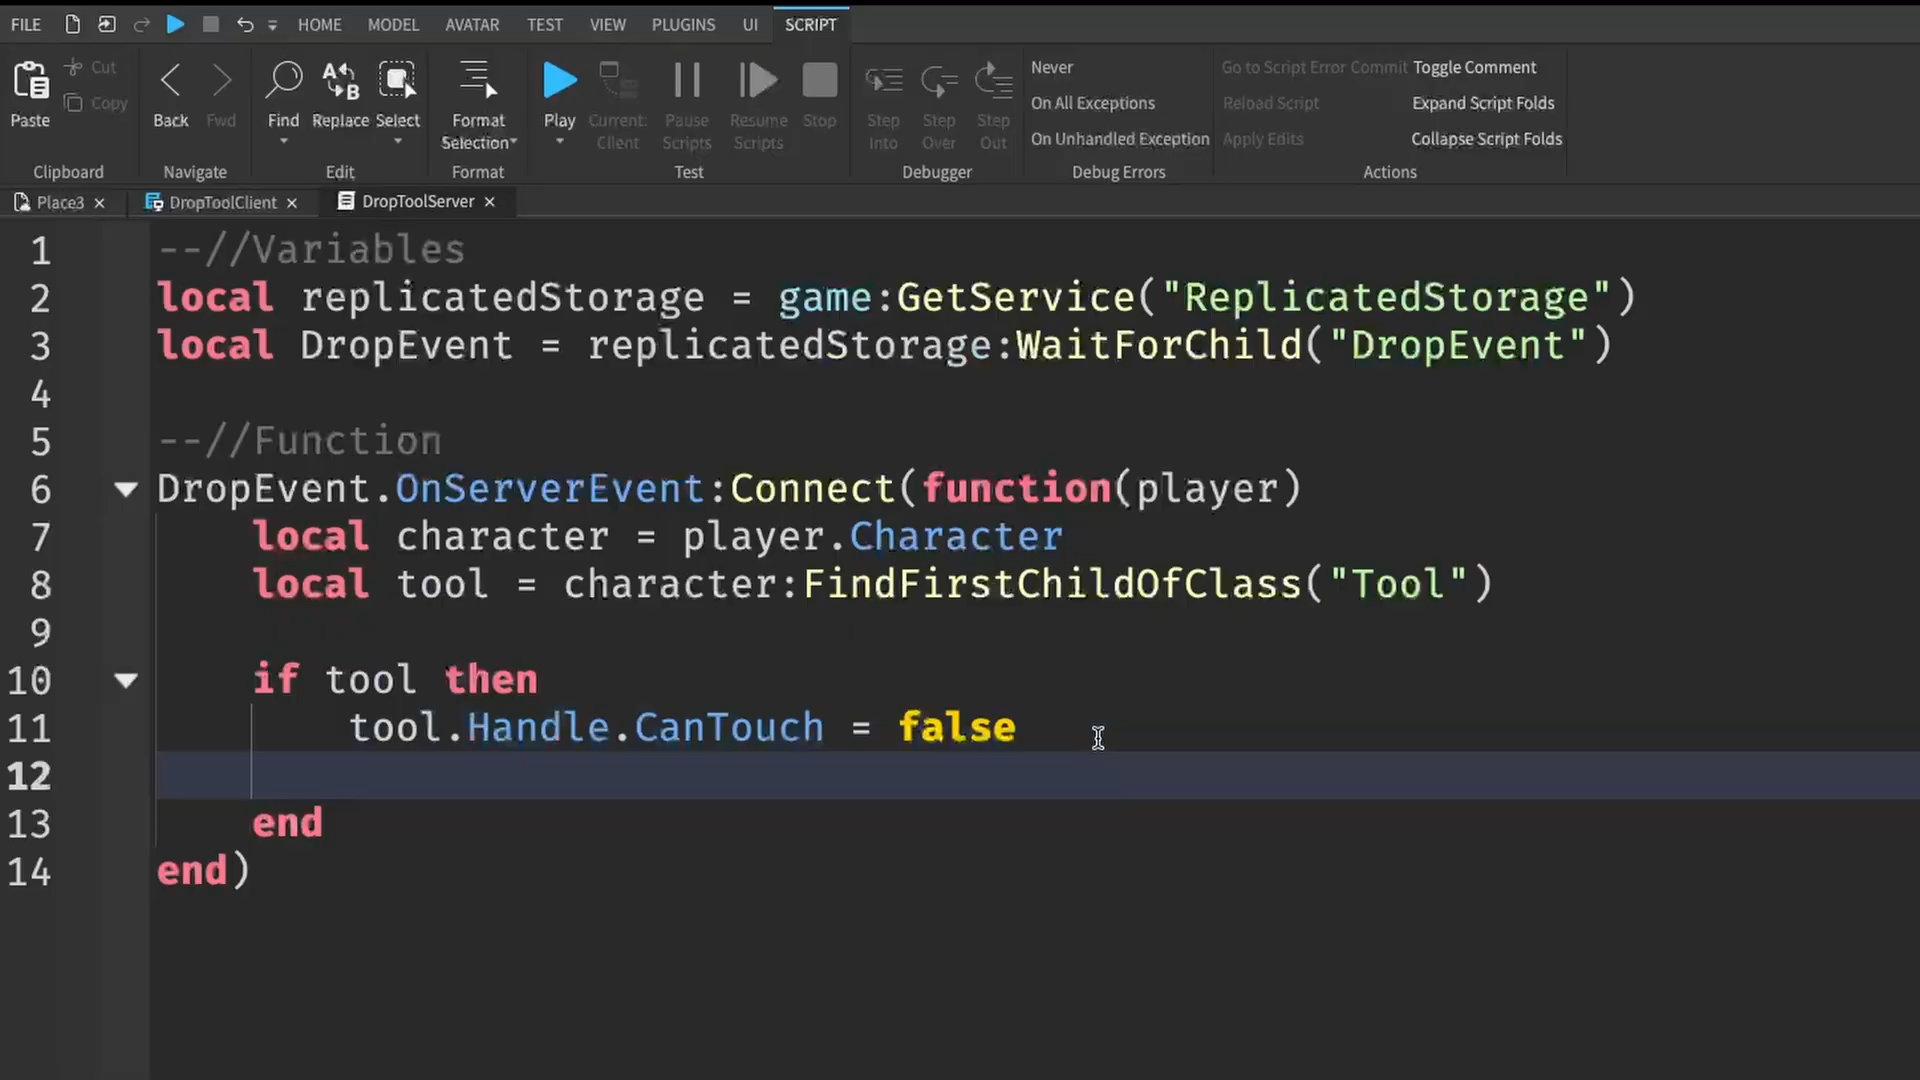 FILE HOME MODEL AVATAR TEST VIEW PLUGINS UI SCRIPT
Paste Cut Copy
Clipboard
Back Fwd
Navigate
Find Replace Select
Edit
Format Selection
Format
Play Current: Client Pause Scripts Resume Scripts Stop
Test
Step Into Step Over Step Out
Debugger
Never
On All Exceptions
On Unhandled Exception
Debug Errors
Go to Script Error Commit Toggle Comment
Reload Script Expand Script Folds
Apply Edits Collapse Script Folds
Actions
Place3 × DropToolClient × DropToolServer ×
1 --//Variables
2 local replicatedStorage = game:GetService("ReplicatedStorage")
3 local DropEvent = replicatedStorage:WaitForChild("DropEvent")
4
5 --//Function
6 DropEvent.OnServerEvent:Connect(function(player)
7 local character = player.Character
8 local tool = character:FindFirstChildOfClass("Tool")
9
10 if tool then
11 tool.Handle.CanTouch = false
12
13 end
14 end)